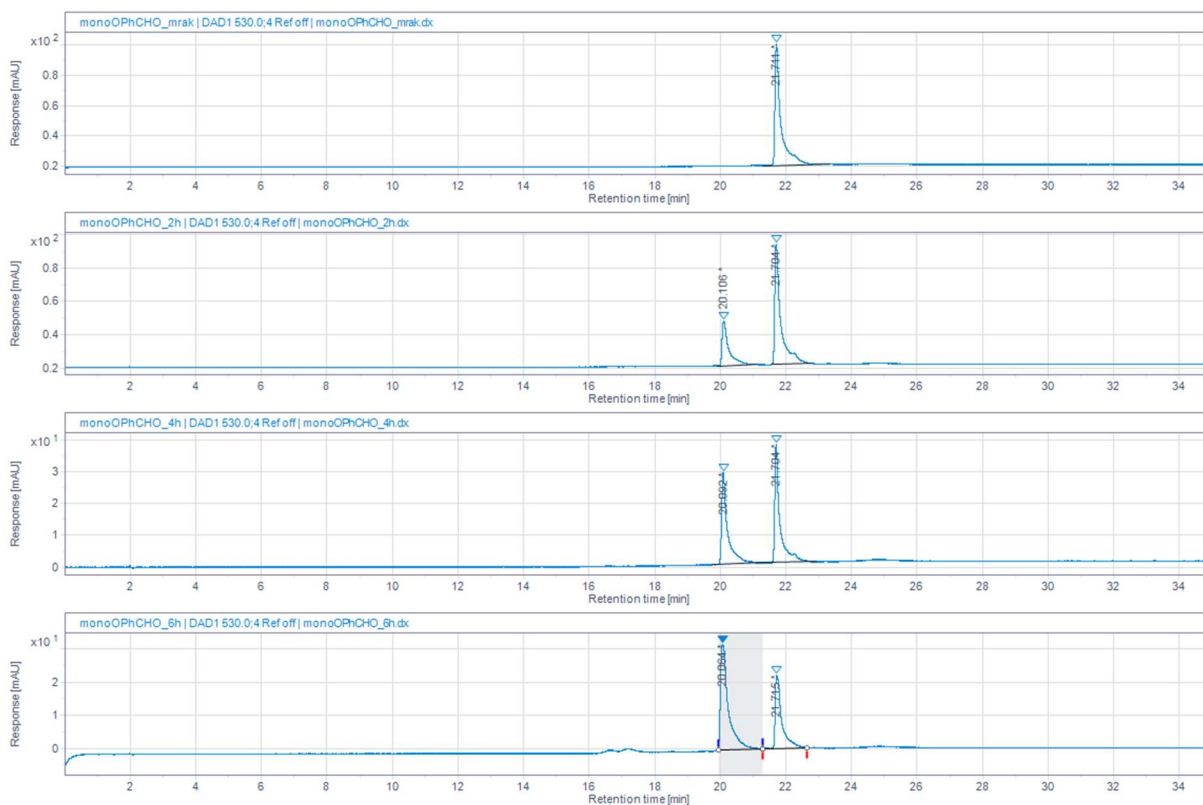 monoOPhCHO_mrak | DAD1 530.0;4 Ref off | monoOPhCHO_mrak.dx
x10 2
Response [mAU]
0.8
0.6
0.4
0.2
21.711 *
2 4 6 8 10 12 14 16 18 20 22 24 26 28 30 32 34
Retention time [min]
monoOPhCHO_2h | DAD1 530.0;4 Ref off | monoOPhCHO_2h.dx
x10 2
Response [mAU]
0.8
0.6
0.4
0.2
20.106 *
21.704 *
2 4 6 8 10 12 14 16 18 20 22 24 26 28 30 32 34
Retention time [min]
monoOPhCHO_4h | DAD1 530.0;4 Ref off | monoOPhCHO_4h.dx
x10 1
Response [mAU]
3
2
1
0
20.092 *
21.704 *
2 4 6 8 10 12 14 16 18 20 22 24 26 28 30 32 34
Retention time [min]
monoOPhCHO_6h | DAD1 530.0;4 Ref off | monoOPhCHO_6h.dx
x10 1
Response [mAU]
2
1
0
20.064 *
21.715 *
2 4 6 8 10 12 14 16 18 20 22 24 26 28 30 32 34
Retention time [min]